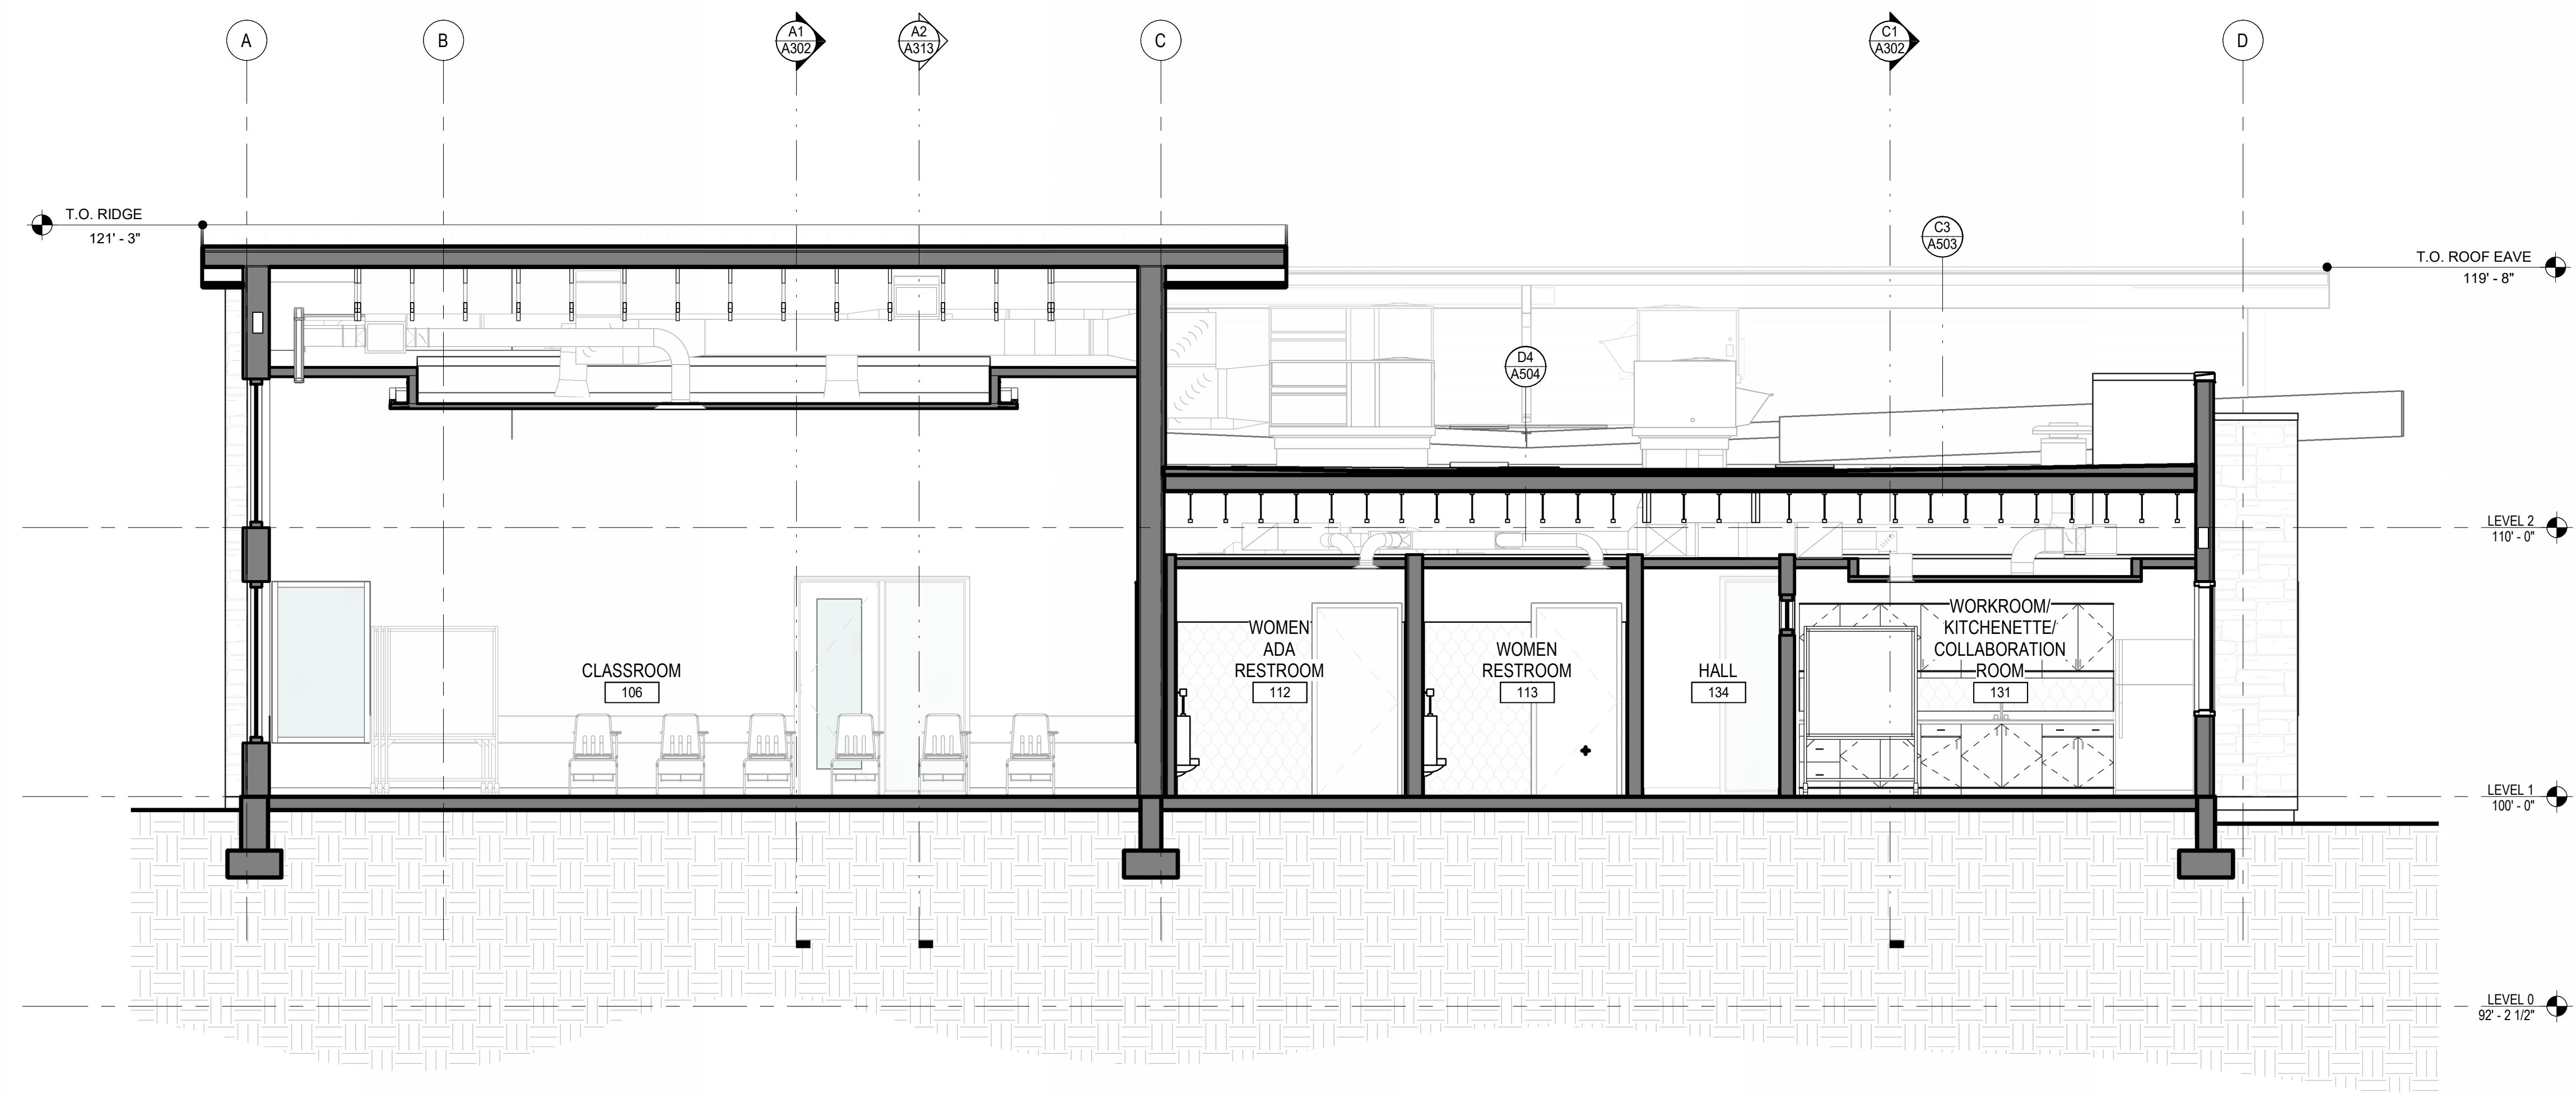 A
B
A1
A302
A2
A313
C
C1
A302
D
T.O. RIDGE
121' - 3"
C3
A503
T.O. ROOF EAVE
119' - 8"
D4
A504
LEVEL 2
110' - 0"
CLASSROOM
106
WOMEN
ADA
RESTROOM
112
WOMEN
RESTROOM
113
HALL
134
WORKROOM/
KITCHENETTE/
COLLABORATION
ROOM
131
LEVEL 1
100' - 0"
LEVEL 0
92' - 2 1/2"